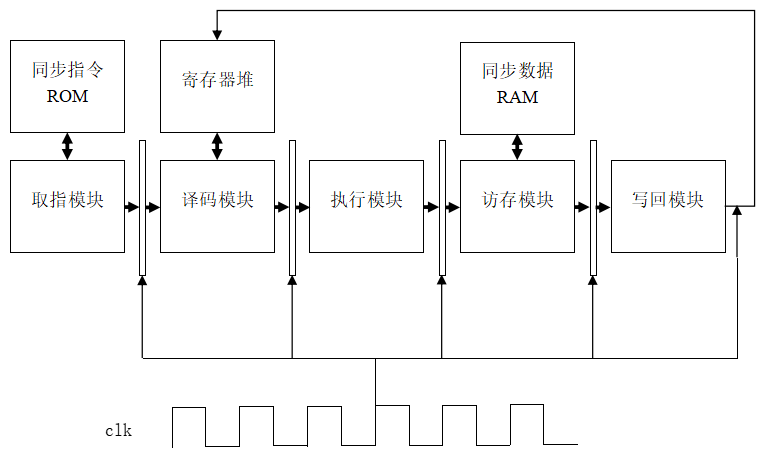 同步指令
ROM
寄存器堆
同步数据
RAM
取指模块
译码模块
执行模块
访存模块
写回模块
clk